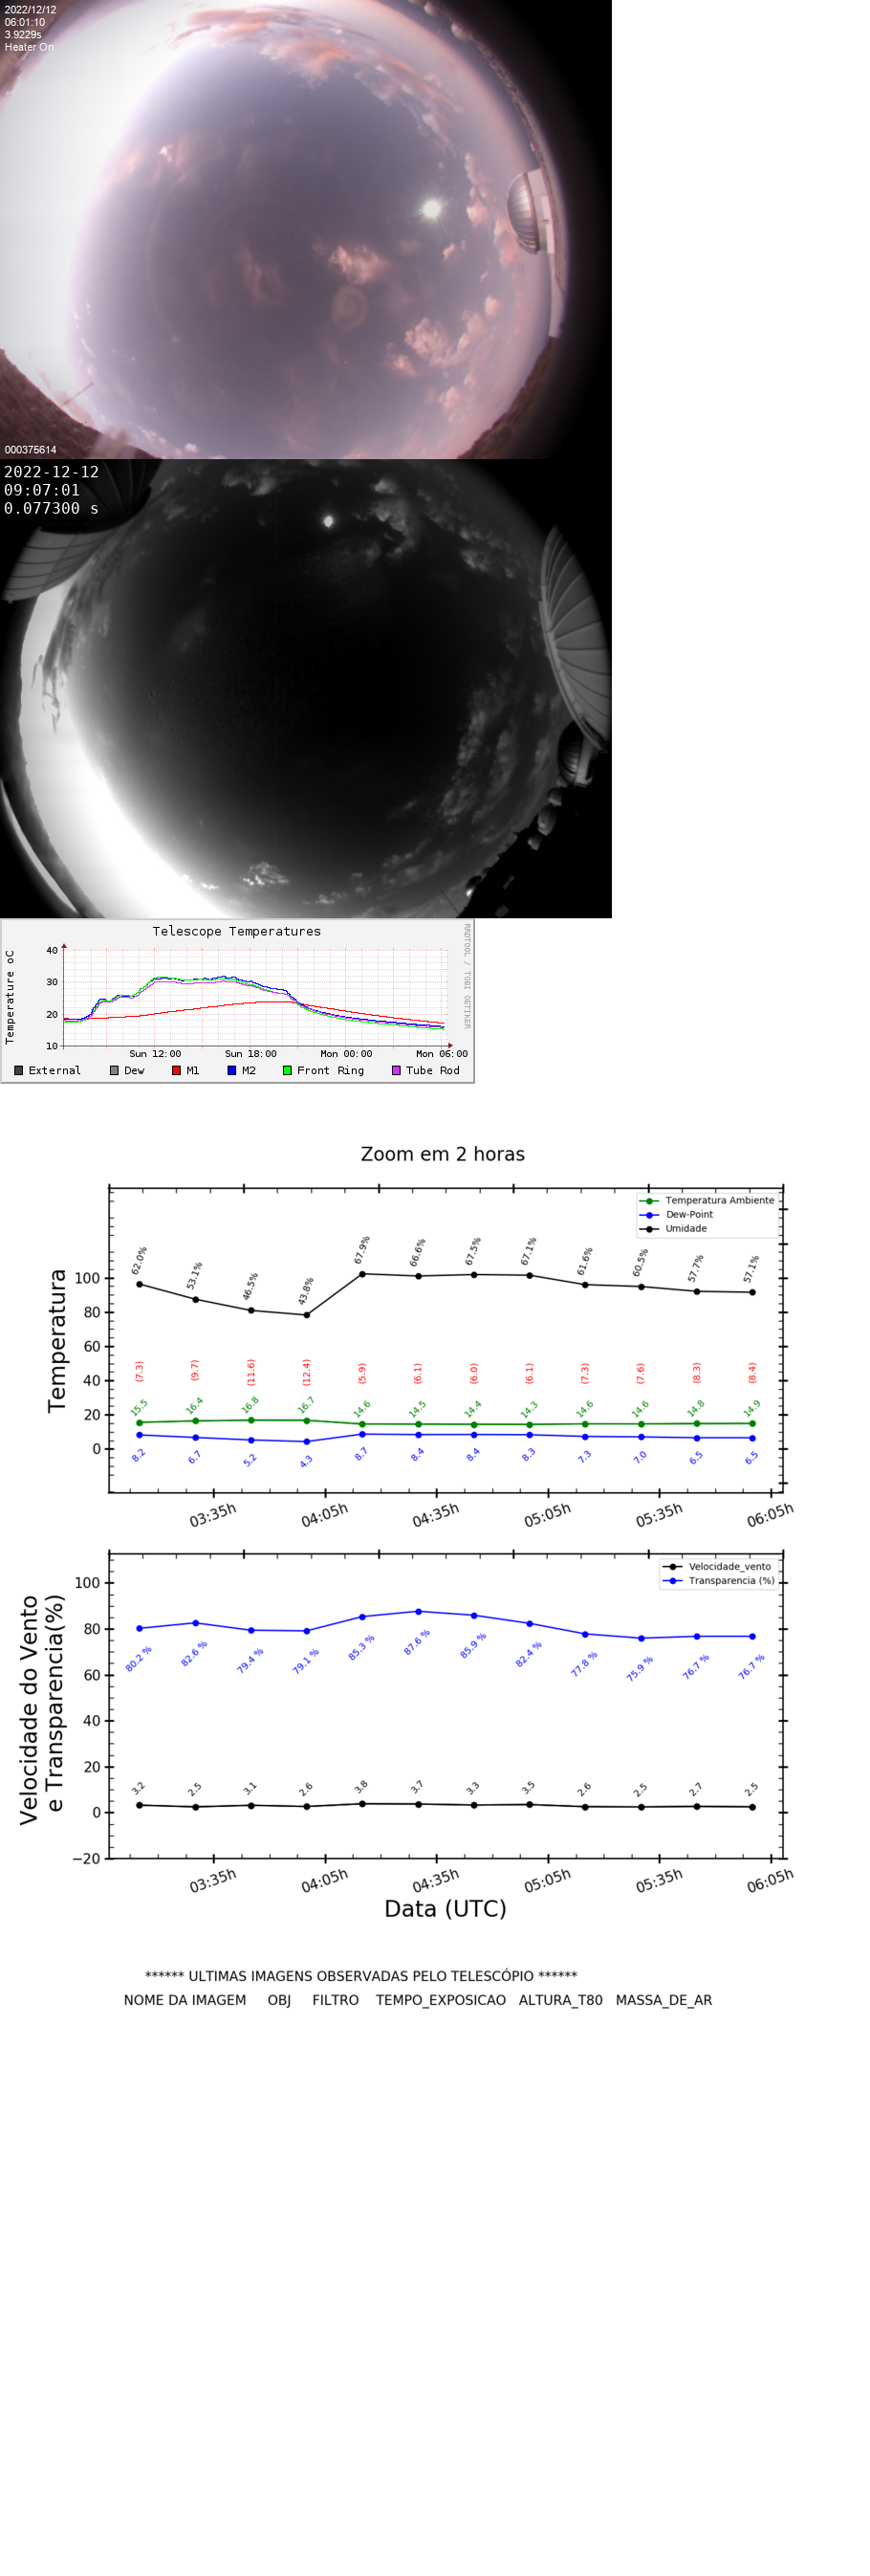 2022/12/12
06:01:10
3.9229s
Heater On
000375614
2022-12-12
09:07:01
0.077300 s
Telescope Temperatures
RRDTOOL / TOBI OETIKER
Temperature oC
40
30
20
10
Sun 12:00 Sun 18:00 Mon 00:00 Mon 06:00
External Dew M1 M2 Front Ring Tube Rod
Zoom em 2 horas
Temperatura Ambiente
Dew-Point
Umidade
Temperatura
100
80
60
40
20
0
62.0% 53.1% 46.5% 43.8% 67.9% 66.6% 67.5% 67.1% 61.6% 60.5% 57.7% 57.1%
(7.3) (9.7) (11.6) (12.4) (5.9) (6.1) (6.0) (6.1) (7.3) (7.6) (8.3) (8.4)
15.5 16.4 16.8 16.7 14.6 14.5 14.4 14.3 14.6 14.6 14.8 14.9
8.2 6.7 5.2 4.3 8.7 8.4 8.4 8.3 7.3 7.0 6.5 6.5
03:35h 04:05h 04:35h 05:05h 05:35h 06:05h
Velocidade_vento
Transparencia (%)
Velocidade do Vento
e Transparencia(%)
100
80
60
40
20
0
−20
80.2 % 82.6 % 79.4 % 79.1 % 85.3 % 87.6 % 85.9 % 82.4 % 77.8 % 75.9 % 76.7 % 76.7 %
3.2 2.5 3.1 2.6 3.8 3.7 3.3 3.5 2.6 2.5 2.7 2.5
03:35h 04:05h 04:35h 05:05h 05:35h 06:05h
Data (UTC)
****** ULTIMAS IMAGENS OBSERVADAS PELO TELESCÓPIO ******
NOME DA IMAGEM OBJ FILTRO TEMPO_EXPOSICAO ALTURA_T80 MASSA_DE_AR